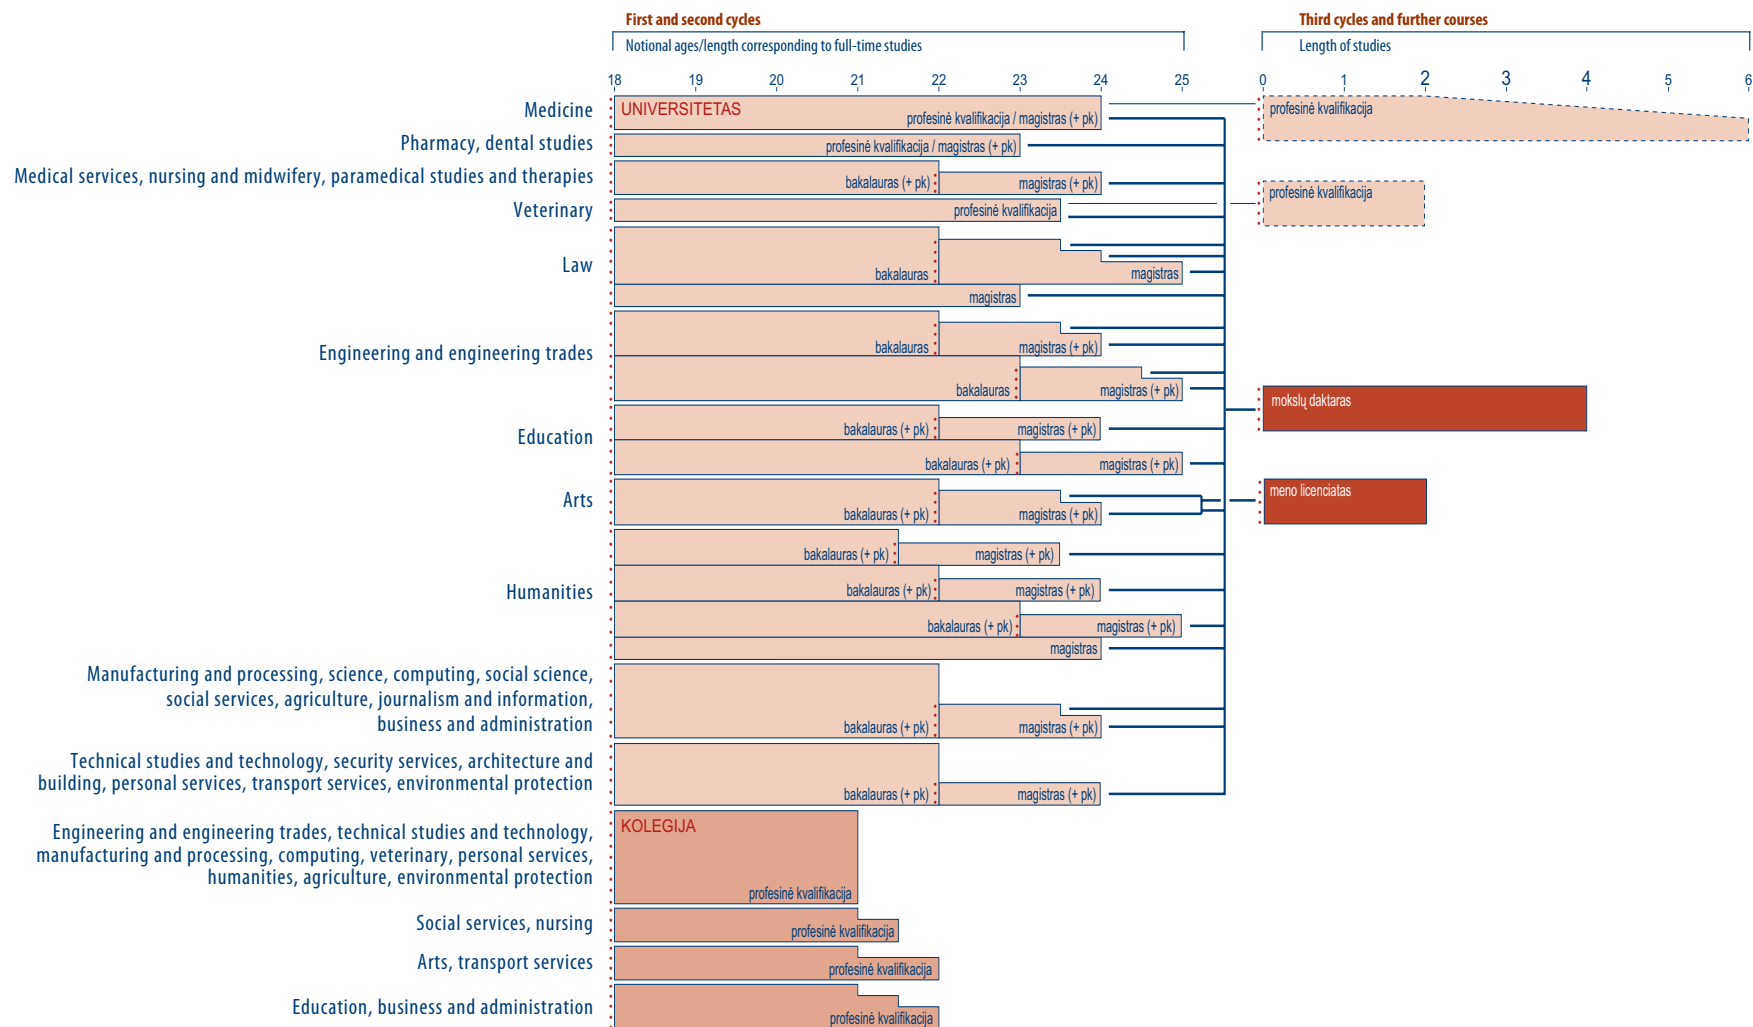 First and second cycles
Third cycles and further courses
Notional ages/length corresponding to full-time studies
Length of studies
18 19 20 21 22 23 24 25 0 1 2 3 4 5 6
Medicine
UNIVERSITETAS
profesinė kvalifikacija / magistras (+ pk)
profesinė kvalifikacija
Pharmacy, dental studies
profesinė kvalifikacija / magistras (+ pk)
Medical services, nursing and midwifery, paramedical studies and therapies
bakalauras (+ pk) magistras (+ pk)
Veterinary
profesinė kvalifikacija
profesinė kvalifikacija
Law
bakalauras magistras
magistras
Engineering and engineering trades
bakalauras magistras (+ pk)
bakalauras magistras (+ pk)
mokslų daktaras
Education
bakalauras (+ pk) magistras (+ pk)
bakalauras (+ pk) magistras (+ pk)
Arts
bakalauras (+ pk) magistras (+ pk)
meno licenciatas
Humanities
bakalauras (+ pk) magistras (+ pk)
bakalauras (+ pk) magistras (+ pk)
bakalauras (+ pk) magistras (+ pk)
magistras
Manufacturing and processing, science, computing, social science,
social services, agriculture, journalism and information,
business and administration
bakalauras (+ pk) magistras (+ pk)
Technical studies and technology, security services, architecture and
building, personal services, transport services, environmental protection
bakalauras (+ pk) magistras (+ pk)
KOLEGIJA
Engineering and engineering trades, technical studies and technology,
manufacturing and processing, computing, veterinary, personal services,
humanities, agriculture, environmental protection
profesinė kvalifikacija
Social services, nursing
profesinė kvalifikacija
Arts, transport services
profesinė kvalifikacija
Education, business and administration
profesinė kvalifikacija